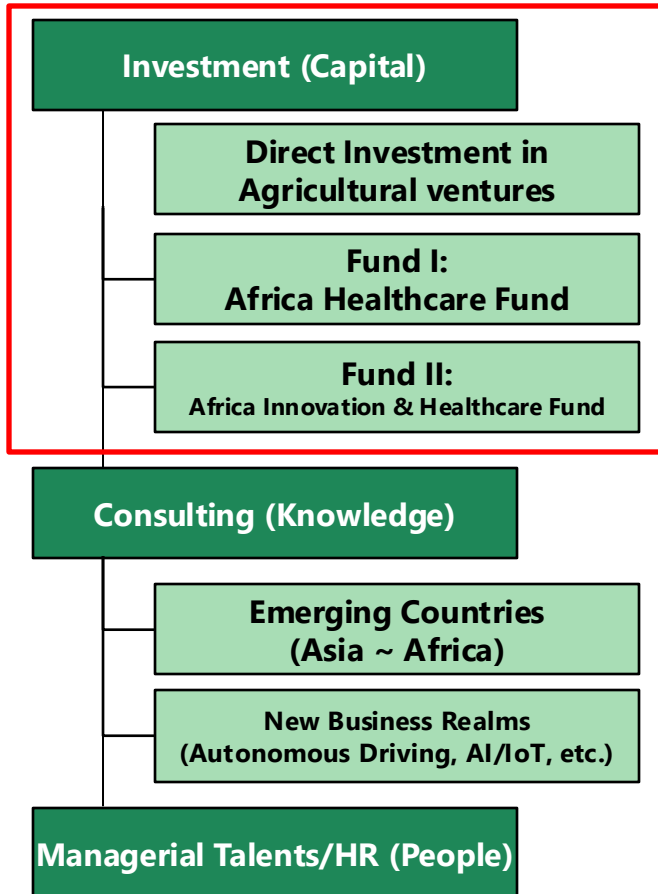 Investment (Capital)
Direct Investment in
Agricultural ventures
Fund I:
Africa Healthcare Fund
Fund II:
Africa Innovation & Healthcare Fund
Consulting (Knowledge)
Emerging Countries
(Asia ~ Africa)
New Business Realms
(Autonomous Driving, AI/IoT, etc.)
Managerial Talents/HR (People)